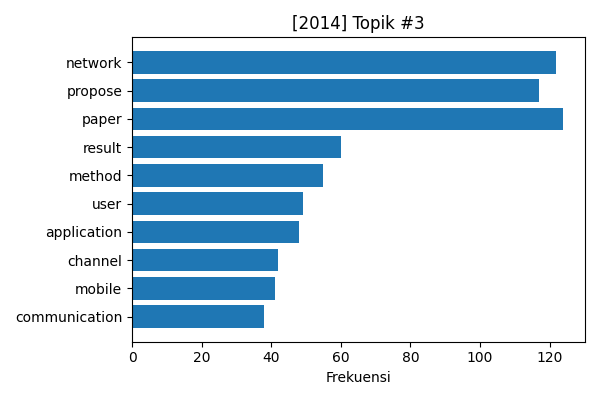 [2014] Topik #3
network
propose
paper
result
method
user
application
channel
mobile
communication
0 20 40 60 80 100 120
Frekuensi